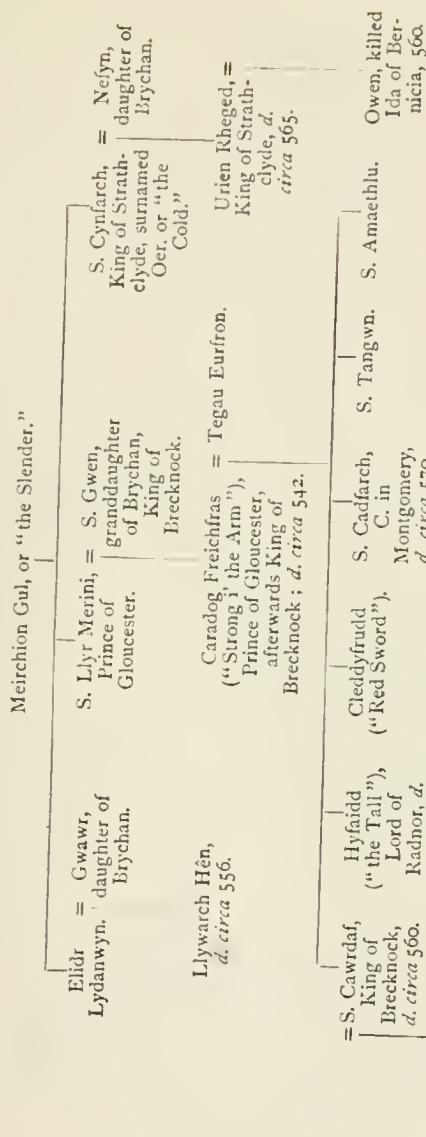 Meirchion Gul, or “the Slender.”
Elidr = Gwawr,
Lydanwyn. daughter of
Brychan.
S. Llyr Merini, = S. Gwen,
Prince of granddaughter
Gloucester. of Brychan,
King of
Brecknock.
S. Cynfarch, = Nefyn,
King of Strath- daughter of
clyde, surnamed Brychan.
Oer. or “the
Cold.”
Llywarch Hên,
d. circa 556.
Caradog Freichfras = Tegau Eurfron.
(“Strong i’ the Arm”),
Prince of Gloucester,
afterwards King of
Brecknock ; d. circa 542.
Urien Rheged, =
King of Strath-
clyde, d.
circa 565.
= S. Cawrdaf,
King of
Brecknock,
d. circa 560.
Hyfaidd
(“the Tall”),
Lord of
Radnor, d.
Cleddyfrudd
(“Red Sword”).
S. Cadfarch,
C. in
Montgomery,
d. circa 570
S. Tangwn.
S. Amaethlu.
Owen, killed
Ida of Ber-
nicia, 560.